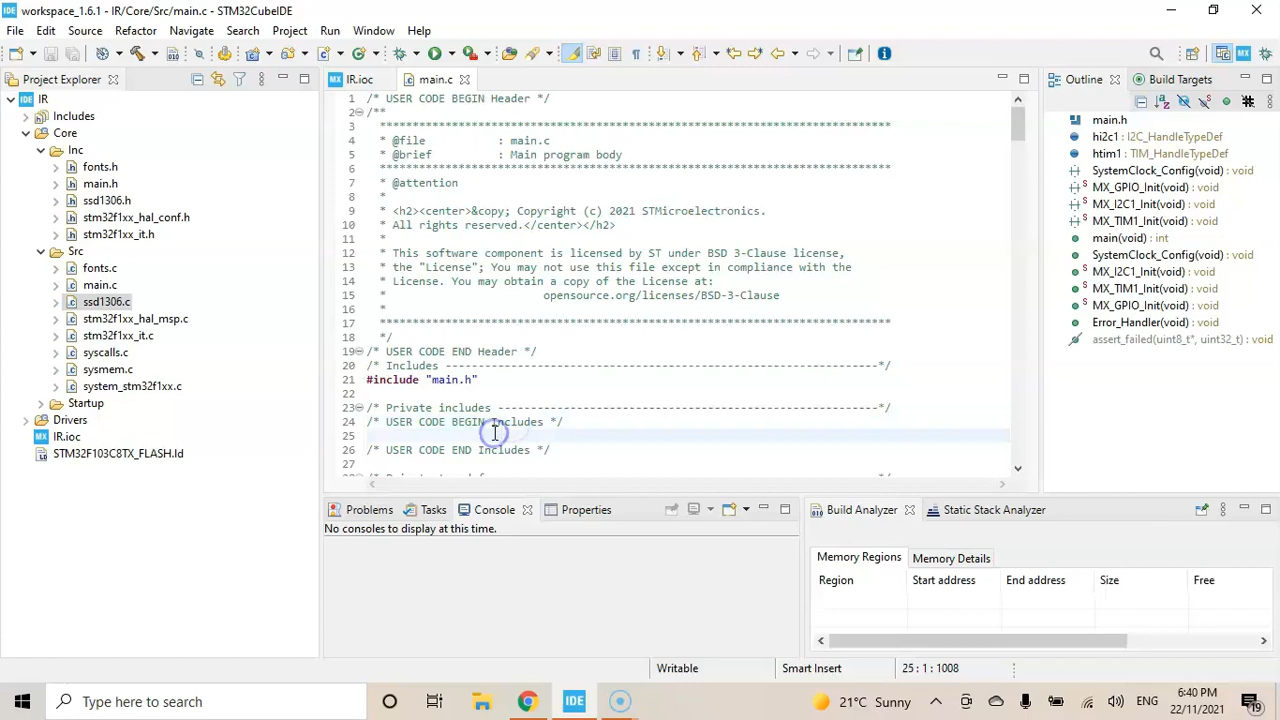 IDE workspace_1.6.1 - IR/Core/Src/main.c - STM32CubeIDE
File Edit Source Refactor Navigate Search Project Run Window Help
Project Explorer
IR
Includes
Core
Inc
fonts.h
main.h
ssd1306.h
stm32f1xx_hal_conf.h
stm32f1xx_it.h
Src
fonts.c
main.c
ssd1306.c
stm32f1xx_hal_msp.c
stm32f1xx_it.c
syscalls.c
sysmem.c
system_stm32f1xx.c
Startup
Drivers
IR.ioc
STM32F103C8TX_FLASH.ld
MX IR.ioc main.c
1 /* USER CODE BEGIN Header */
2 /**
3 ******************************************************************************
4 * @file : main.c
5 * @brief : Main program body
6 ******************************************************************************
7 * @attention
8 *
9 * <h2><center>&copy; Copyright (c) 2021 STMicroelectronics.
10 * All rights reserved.</center></h2>
11 *
12 * This software component is licensed by ST under BSD 3-Clause license,
13 * the "License"; You may not use this file except in compliance with the
14 * License. You may obtain a copy of the License at:
15 * opensource.org/licenses/BSD-3-Clause
16 *
17 ******************************************************************************
18 */
19 /* USER CODE END Header */
20 /* Includes ------------------------------------------------------------------*/
21 #include "main.h"
22
23 /* Private includes ----------------------------------------------------------*/
24 /* USER CODE BEGIN Includes */
25
26 /* USER CODE END Includes */
27
Outline Build Targets
main.h
hi2c1 : I2C_HandleTypeDef
htim1 : TIM_HandleTypeDef
SystemClock_Config(void) : void
MX_GPIO_Init(void) : void
MX_I2C1_Init(void) : void
MX_TIM1_Init(void) : void
main(void) : int
SystemClock_Config(void) : void
MX_I2C1_Init(void) : void
MX_TIM1_Init(void) : void
MX_GPIO_Init(void) : void
Error_Handler(void) : void
assert_failed(uint8_t*, uint32_t) : void
Problems Tasks Console Properties
No consoles to display at this time.
Build Analyzer Static Stack Analyzer
Memory Regions Memory Details
Region Start address End address Size Free
Writable Smart Insert 25 : 1 : 1008
Type here to search
IDE
21°C Sunny
ENG
6:40 PM
22/11/2021
19